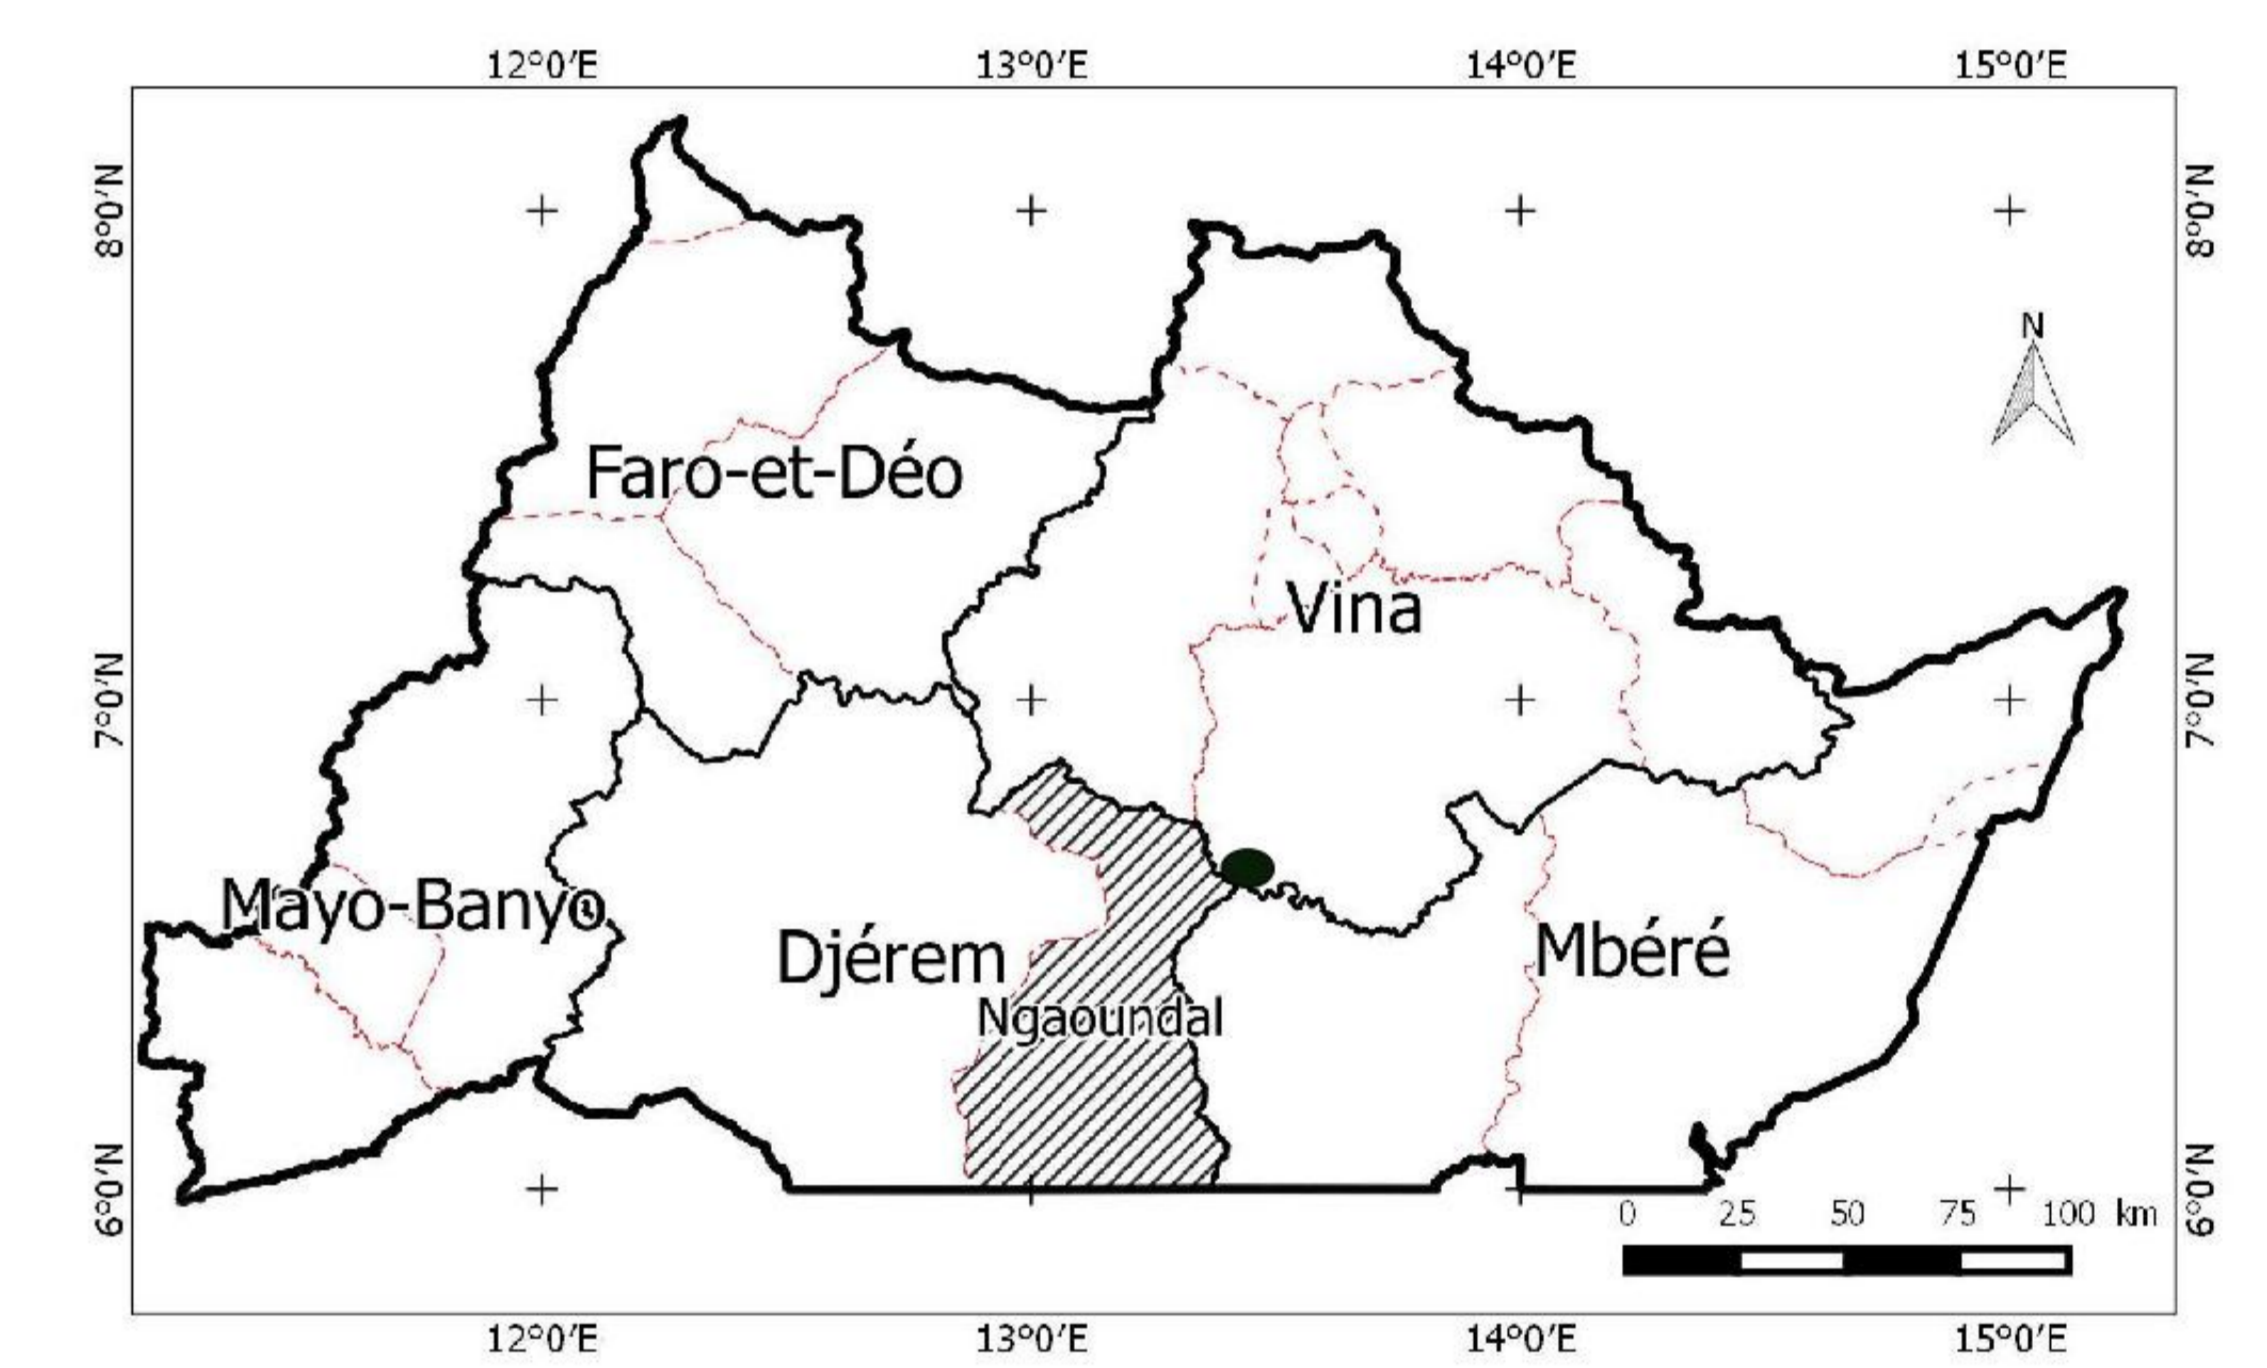 12°0′E 13°0′E 14°0′E 15°0′E
8°0′N 8°0′N
N
Faro-et-Déo
Vina
7°0′N 7°0′N
Mayo-Banyo
Djérem
Mbéré
Ngaoundal
6°0′N 6°0′N
0 25 50 75 100 km
12°0′E 13°0′E 14°0′E 15°0′E